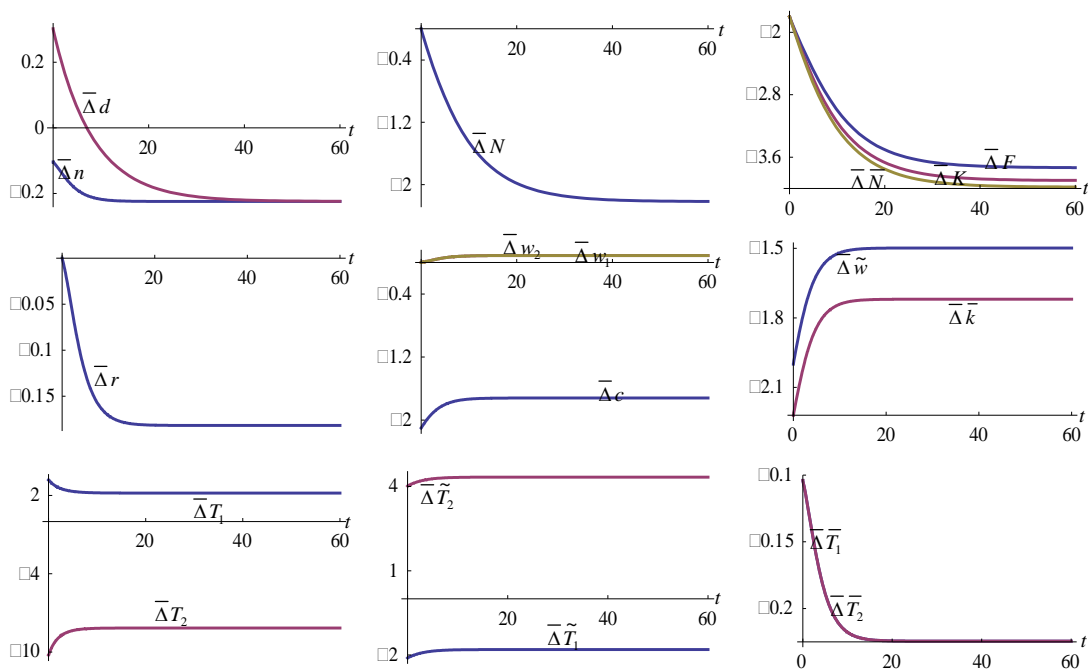 0.2
0
□0.2
20
40
60
t
Δ̅ d
Δ̅ n
□0.4
□1.2
□2
20
40
60
t
Δ̅ N
□2
□2.8
□3.6
0
20
40
60
t
Δ̅ F
Δ̅ K
Δ̅ N̅
□0.05
□0.1
□0.15
20
40
60
t
Δ̅ r
□0.4
□1.2
□2
20
40
60
t
Δ̅ w₂
Δ̅ w₁
Δ̅ c
□1.5
□1.8
□2.1
0
20
40
60
t
Δ̅ w̃
Δ̅ k̅
2
□4
□10
20
40
60
t
Δ̅ T₁
Δ̅ T₂
4
1
□2
20
40
60
t
Δ̅ T̃₂
Δ̅ T̃₁
□0.1
□0.15
□0.2
0
20
40
60
t
Δ̅ T̅₁
Δ̅ T̅₂